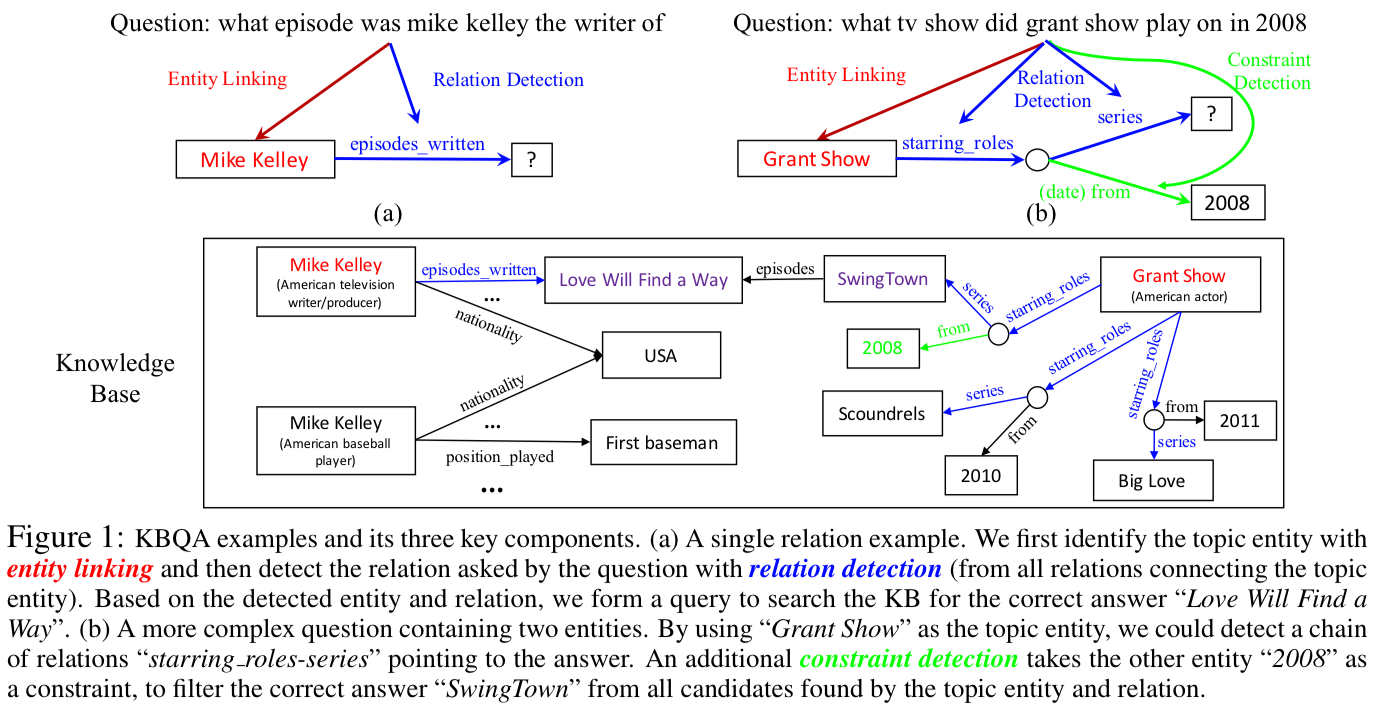 Question: what episode was mike kelley the writer of
Entity Linking
Relation Detection
Mike Kelley
episodes_written
?
(a)
Question: what tv show did grant show play on in 2008
Entity Linking
Relation
Detection
Constraint
Detection
series
?
Grant Show
starring_roles
(date) from
2008
(b)
Knowledge
Base
Mike Kelley
(American television
writer/producer)
episodes_written
...
nationality
Love Will Find a Way
episodes
SwingTown
series
starring_roles
Grant Show
(American actor)
from
2008
USA
starring_roles
starring_roles
series
Scoundrels
from
2010
from
2011
series
Big Love
nationality
Mike Kelley
(American baseball
player)
...
position_played
First baseman
...
Figure 1: KBQA examples and its three key components. (a) A single relation example. We first identify the topic entity with
entity linking and then detect the relation asked by the question with relation detection (from all relations connecting the topic
entity). Based on the detected entity and relation, we form a query to search the KB for the correct answer “Love Will Find a
Way”. (b) A more complex question containing two entities. By using “Grant Show” as the topic entity, we could detect a chain
of relations “starring_roles-series” pointing to the answer. An additional constraint detection takes the other entity “2008” as
a constraint, to filter the correct answer “SwingTown” from all candidates found by the topic entity and relation.